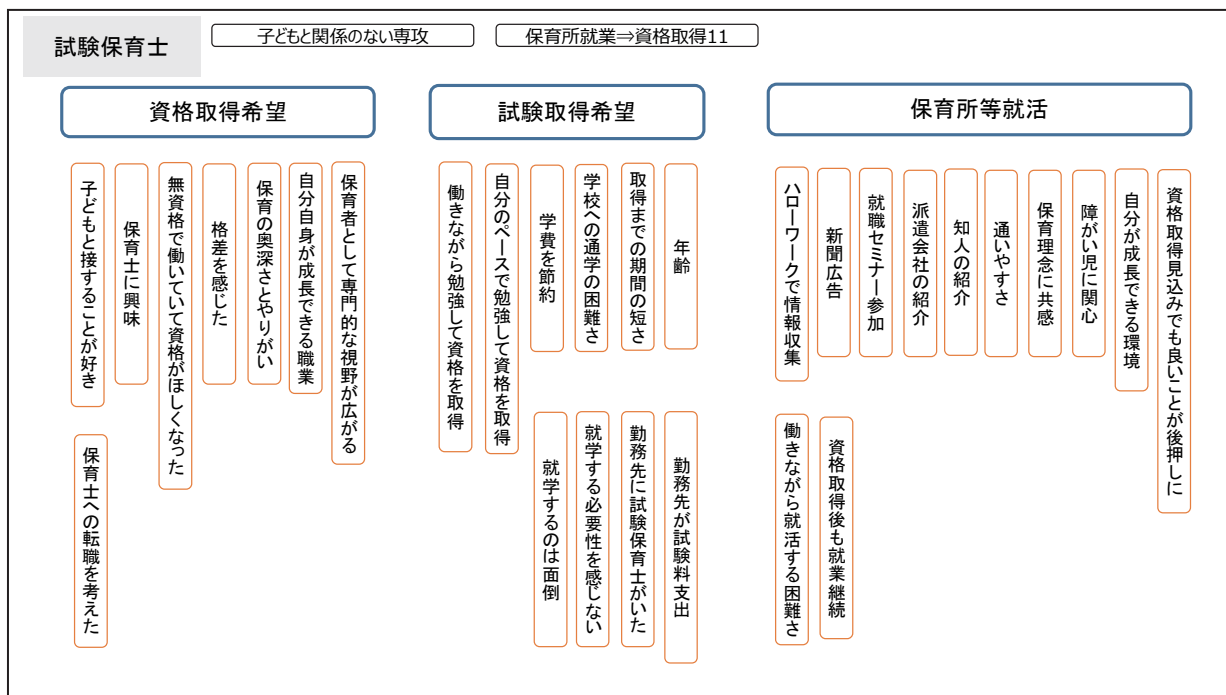 試験保育士
子どもと関係のない専攻
保育所就業⇒資格取得11
資格取得希望
子どもと接することが好き
保育士に興味
無資格で働いていて資格がほしくなった
格差を感じた
保育の奥深さとやりがい
自分自身が成長できる職業
保育者として専門的な視野が広がる
保育士への転職を考えた
試験取得希望
働きながら勉強して資格を取得
自分のペースで勉強して資格を取得
学費を節約
学校への通学の困難さ
取得までの期間の短さ
年齢
就学するのは面倒
就学する必要性を感じない
勤務先に試験保育士がいた
勤務先が試験料支出
保育所等就活
ハローワークで情報収集
新聞広告
就職セミナー参加
派遣会社の紹介
知人の紹介
通いやすさ
保育理念に共感
障がい児に関心
自分が成長できる環境
資格取得見込みでも良いことが後押しに
働きながら就活する困難さ
資格取得後も就業継続